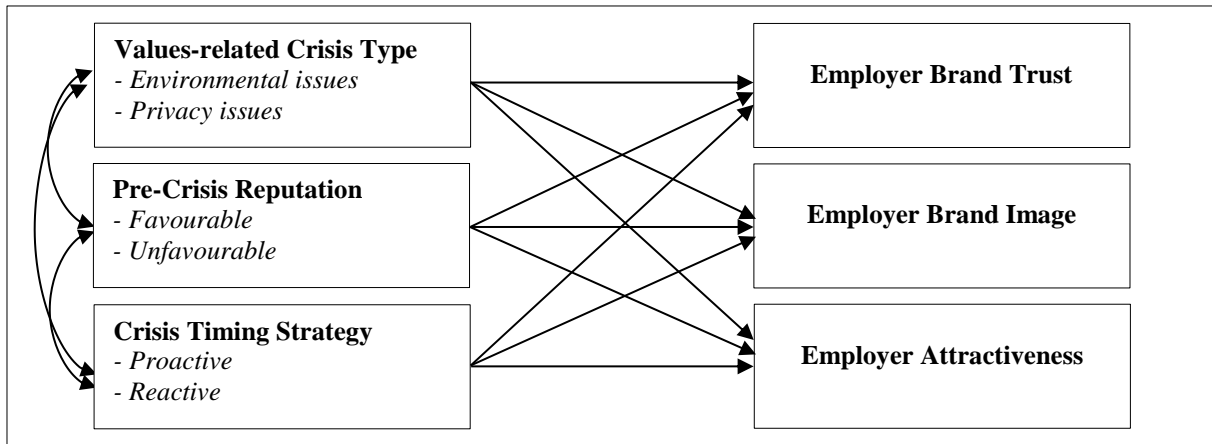 Values-related Crisis Type
- Environmental issues
- Privacy issues
Pre-Crisis Reputation
- Favourable
- Unfavourable
Crisis Timing Strategy
- Proactive
- Reactive
Employer Brand Trust
Employer Brand Image
Employer Attractiveness